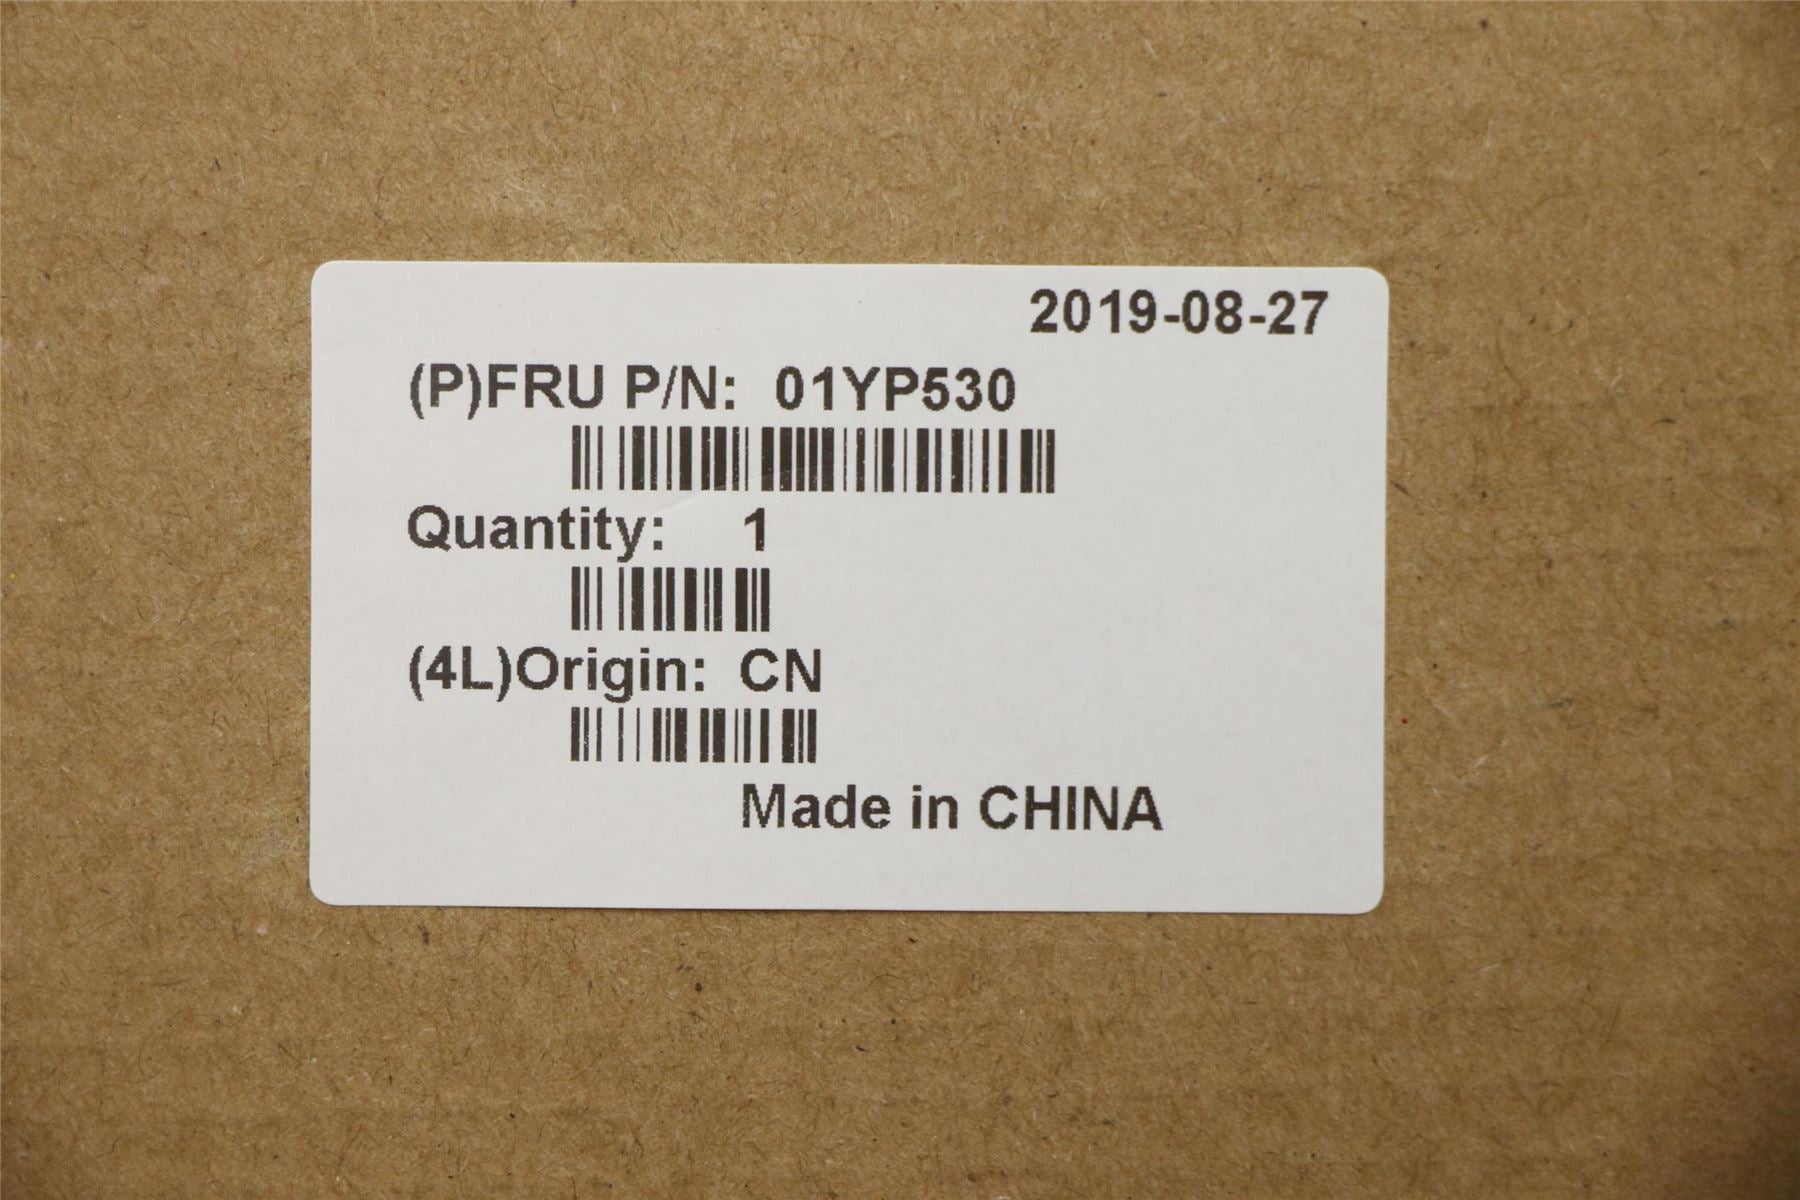 2019-08-27
(P)FRU P/N: 01YP530
Quantity: 1
(4L)Origin: CN
Made in CHINA